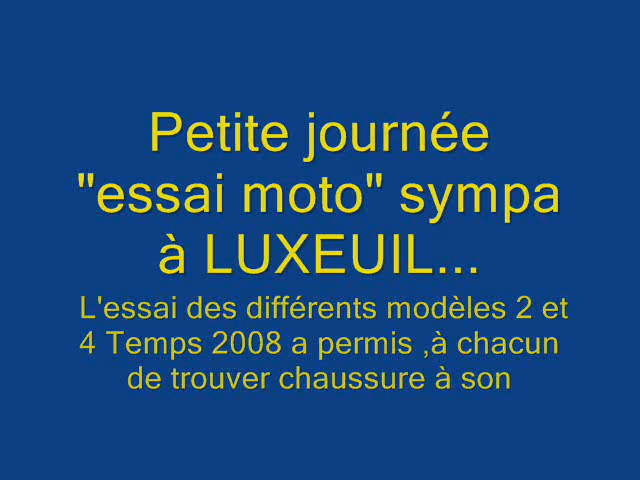 Petite journée
"essai moto" sympa
à LUXEUIL...
L'essai des différents modèles 2 et
4 Temps 2008 a permis ,à chacun
de trouver chaussure à son